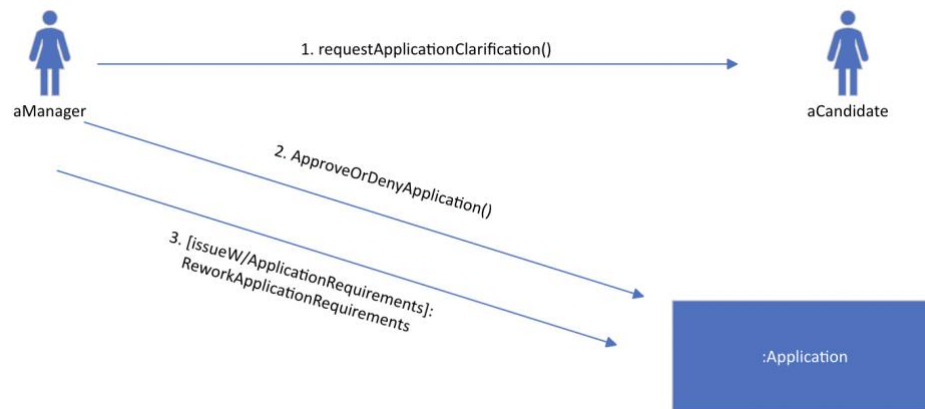 1. requestApplicationClarification()
aManager
aCandidate
2. ApproveOrDenyApplication()
3. [issueW/ApplicationRequirements]:
ReworkApplicationRequirements
:Application